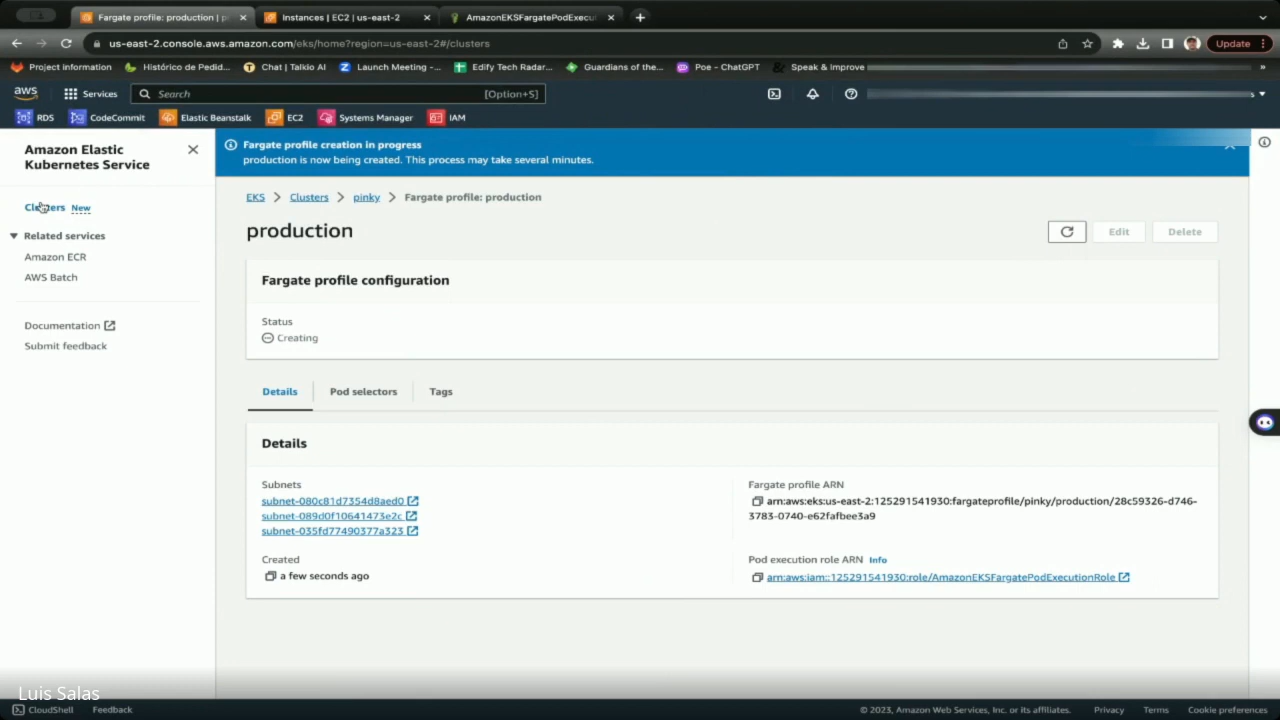 Fargate profile: production | p
Instances | EC2 | us-east-2
AmazonEKSFargatePodExecu
us-east-2.console.aws.amazon.com/eks/home?region=us-east-2#/clusters
Update
Project Information
Histórico de Pedid...
Chat | Talkio AI
Launch Meeting -...
Edify Tech Radar...
Guardians of the...
Poe - ChatGPT
Speak & Improve
»
aws
Services
Search
[Option+S]
RDS
CodeCommit
Elastic Beanstalk
EC2
Systems Manager
IAM
Amazon Elastic
Kubernetes Service
Clusters New
Related services
Amazon ECR
AWS Batch
Documentation
Submit feedback
Fargate profile creation in progress
production is now being created. This process may take several minutes.
EKS > Clusters > pinky > Fargate profile: production
production
Edit
Delete
Fargate profile configuration
Status
Creating
Details
Pod selectors
Tags
Details
Subnets
subnet-080c81d7354d8aed0
subnet-089d0f10641473e2c
subnet-035fd77490377a323
Created
a few seconds ago
Fargate profile ARN
arn:aws:eks:us-east-2:125291541930:fargateprofile/pinky/production/28c59326-d746-
3783-0740-e62fafbee3a9
Pod execution role ARN Info
arn:aws:iam::125291541930:role/AmazonEKSFargatePodExecutionRole
Luis Salas
CloudShell
Feedback
© 2023, Amazon Web Services, Inc. or its affiliates.
Privacy
Terms
Cookie preferences